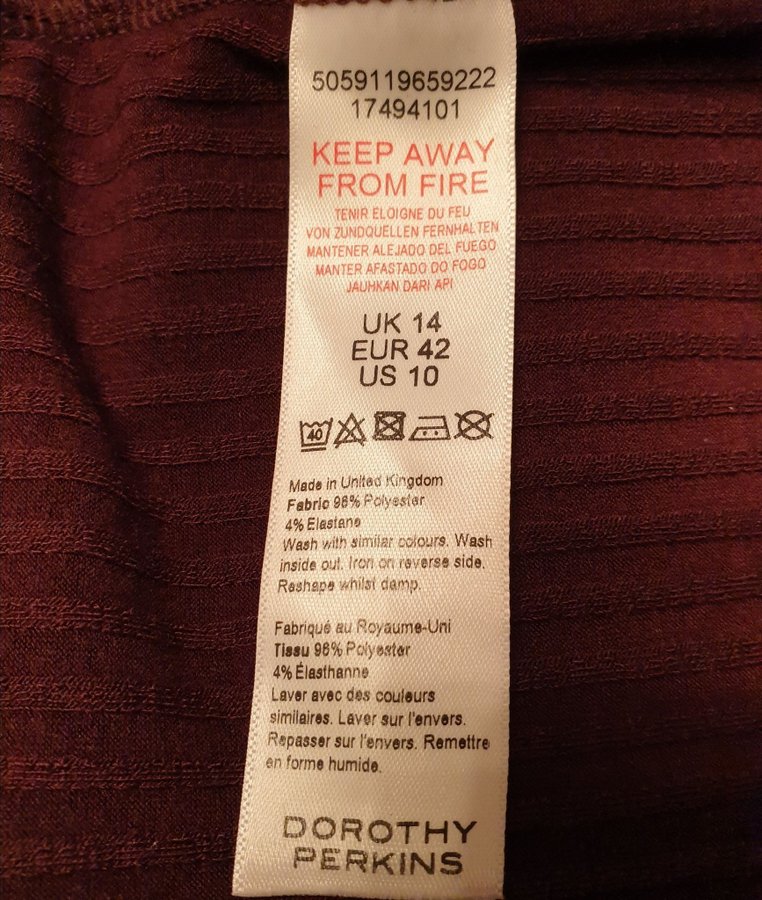 5059119659222
17494101
KEEP AWAY
FROM FIRE
TENIR ELOIGNE DU FEU
VON ZUNDQUELLEN FERNHALTEN
MANTENER ALEJADO DEL FUEGO
MANTER AFASTADO DO FOGO
JAUHKAN DARI API
UK 14
EUR 42
US 10
40
Made in United Kingdom
Fabric 96% Polyester
4% Elastane
Wash with similar colours. Wash
inside out. Iron on reverse side.
Reshape whilst damp.
Fabriqué au Royaume-Uni
Tissu 96% Polyester
4% Élasthanne
Laver avec des couleurs
similaires. Laver sur l'envers.
Repasser sur l'envers. Remettre
en forme humide.
DOROTHY
PERKINS